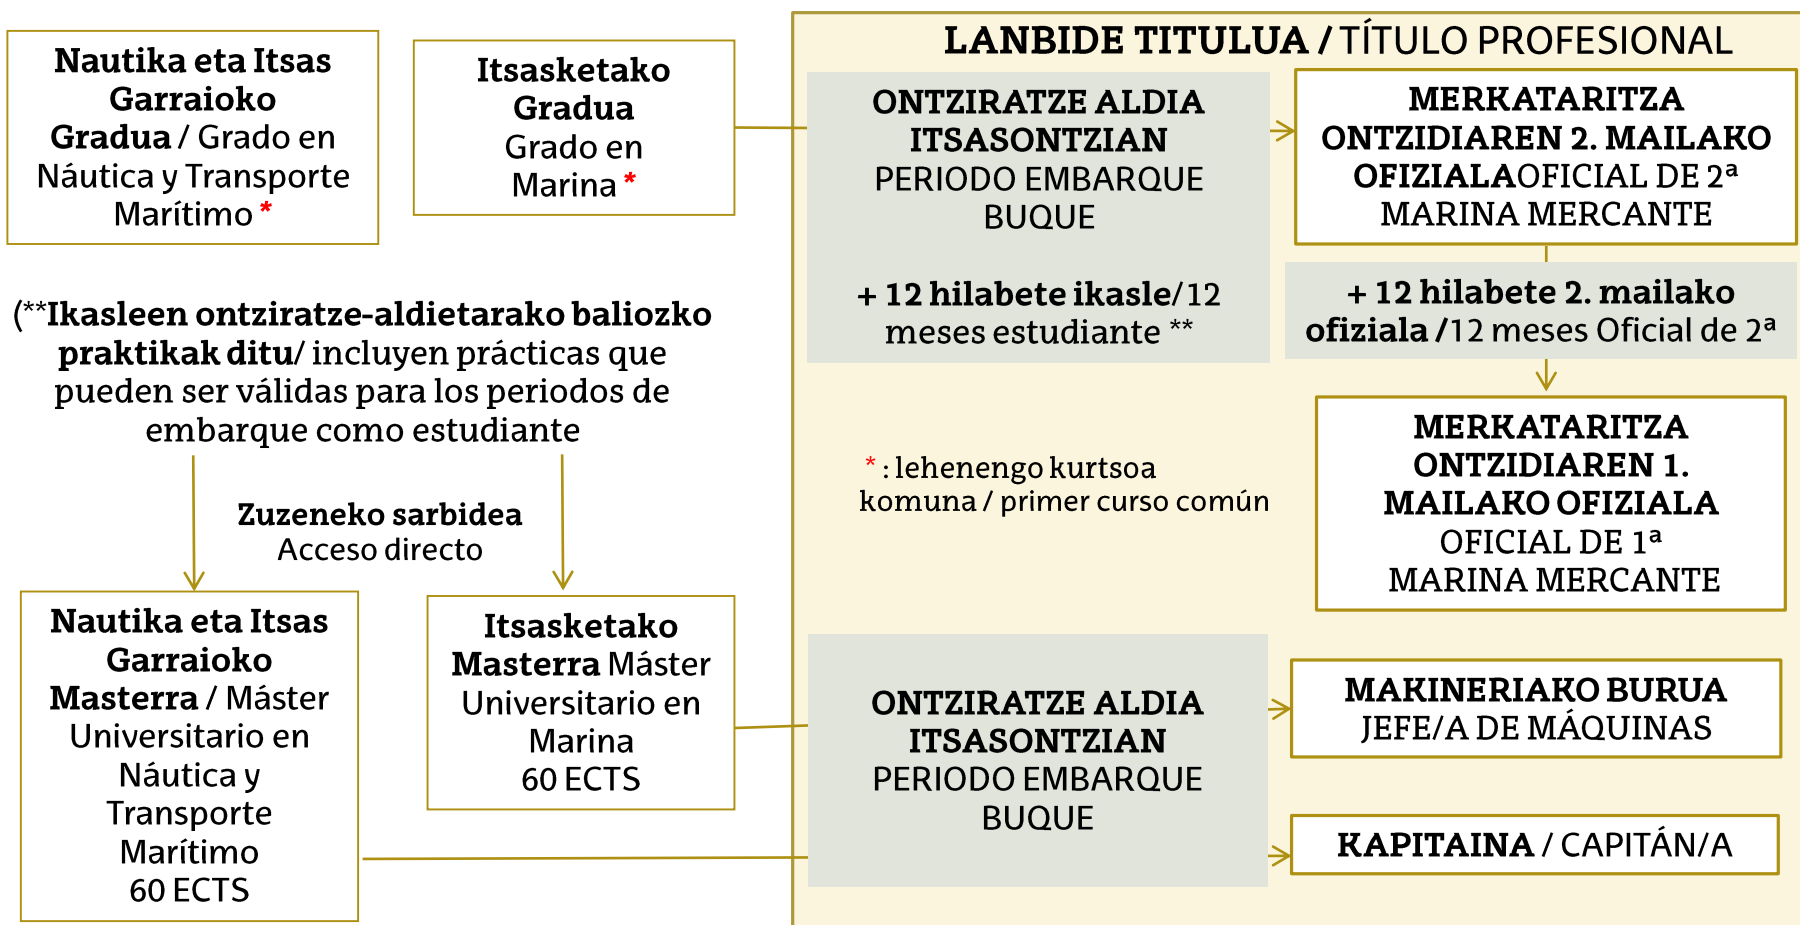 LANBIDE TITULUA / TÍTULO PROFESIONAL
Nautika eta Itsas
Garraioko
Gradua / Grado en
Náutica y Transporte
Marítimo *
Itsasketako
Gradua
Grado en
Marina *
ONTZIRATZE ALDIA
ITSASONTZIAN
PERIODO EMBARQUE
BUQUE
+ 12 hilabete ikasle/12
meses estudiante **
MERKATARITZA
ONTZIDIAREN 2. MAILAKO
OFIZIALAOFICIAL DE 2ª
MARINA MERCANTE
+ 12 hilabete 2. mailako
ofiziala /12 meses Oficial de 2ª
(**Ikasleen ontziratze-aldietarako baliozko
praktikak ditu/ incluyen prácticas que
pueden ser válidas para los periodos de
embarque como estudiante
Zuzeneko sarbidea
Acceso directo
* : lehenengo kurtsoa
komuna / primer curso común
MERKATARITZA
ONTZIDIAREN 1.
MAILAKO OFIZIALA
OFICIAL DE 1ª
MARINA MERCANTE
Nautika eta Itsas
Garraioko
Masterra / Máster
Universitario en
Náutica y
Transporte
Marítimo
60 ECTS
Itsasketako
Masterra Máster
Universitario en
Marina
60 ECTS
ONTZIRATZE ALDIA
ITSASONTZIAN
PERIODO EMBARQUE
BUQUE
MAKINERIAKO BURUA
JEFE/A DE MÁQUINAS
KAPITAINA / CAPITÁN/A